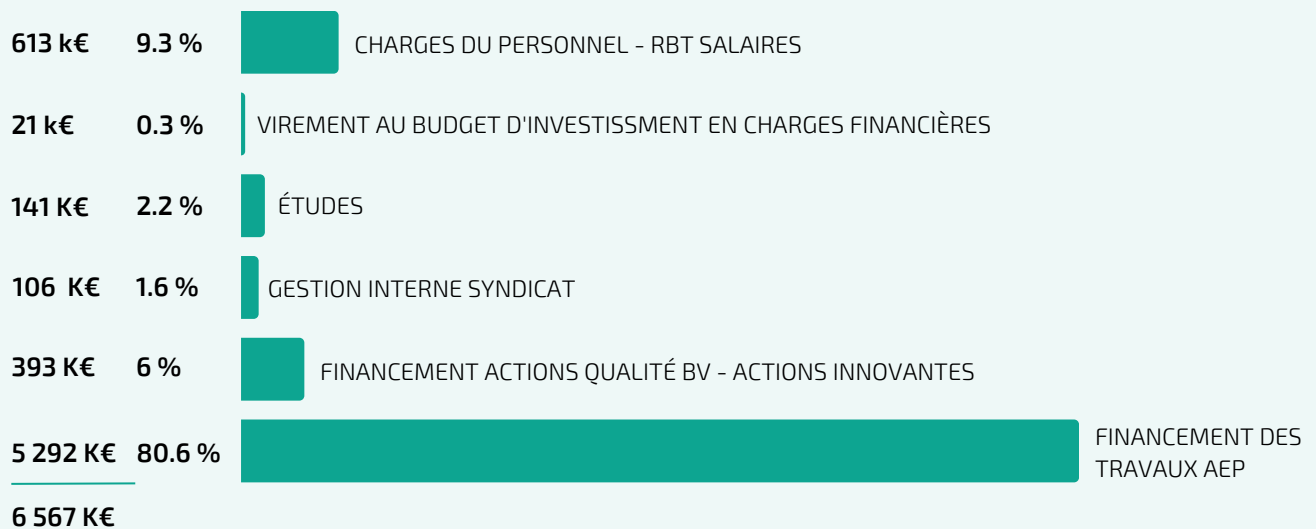 613 k€ 9.3 % CHARGES DU PERSONNEL - RBT SALAIRES
21 k€ 0.3 % VIREMENT AU BUDGET D'INVESTISSMENT EN CHARGES FINANCIÈRES
141 K€ 2.2 % ÉTUDES
106 K€ 1.6 % GESTION INTERNE SYNDICAT
393 K€ 6 % FINANCEMENT ACTIONS QUALITÉ BV - ACTIONS INNOVANTES
5 292 K€ 80.6 % FINANCEMENT DES
TRAVAUX AEP
6 567 K€